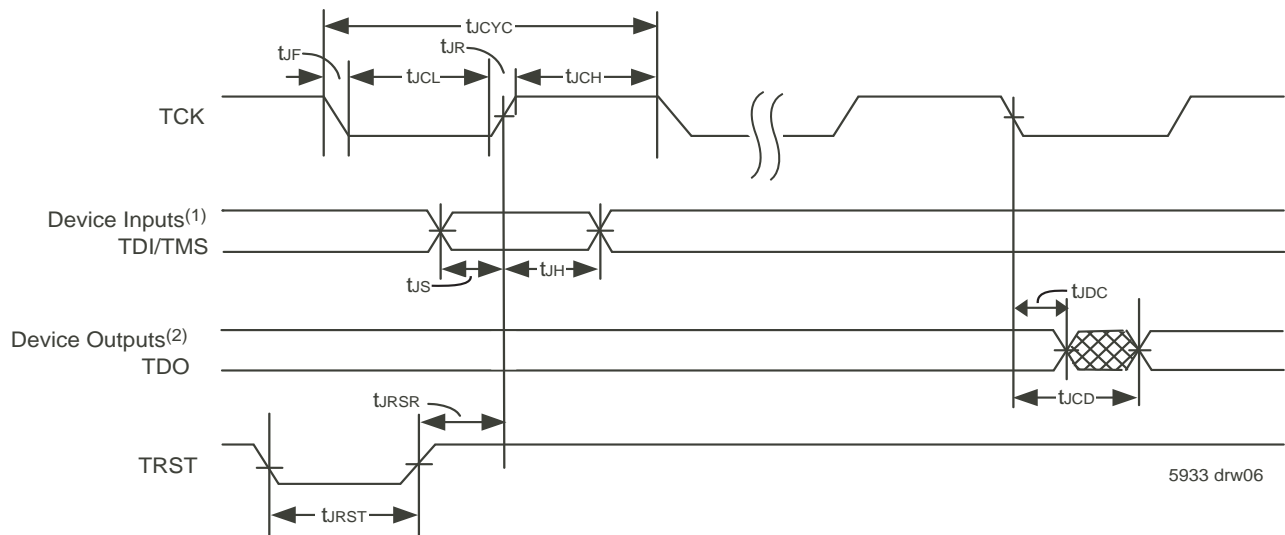 tJCYC
tJF
tJR
tJCL
tJCH
TCK
Device Inputs(1)
TDI/TMS
tJS
tJH
tJDC
Device Outputs(2)
TDO
tJCD
tJRSR
TRST
5933 drw06
tJRST